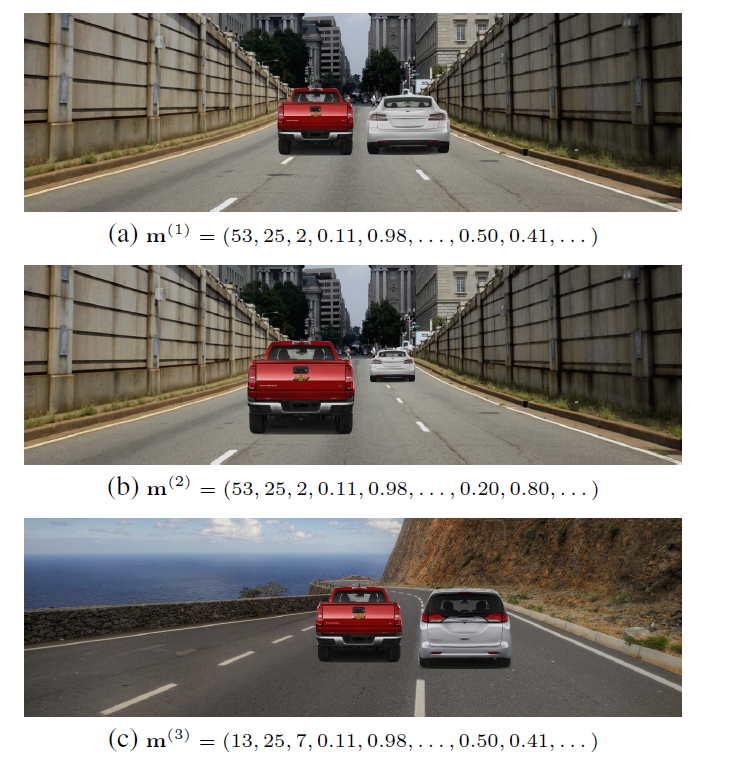 (a) m⁽¹⁾ = (53, 25, 2, 0.11, 0.98, . . . , 0.50, 0.41, . . . )
(b) m⁽²⁾ = (53, 25, 2, 0.11, 0.98, . . . , 0.20, 0.80, . . . )
(c) m⁽³⁾ = (13, 25, 7, 0.11, 0.98, . . . , 0.50, 0.41, . . . )